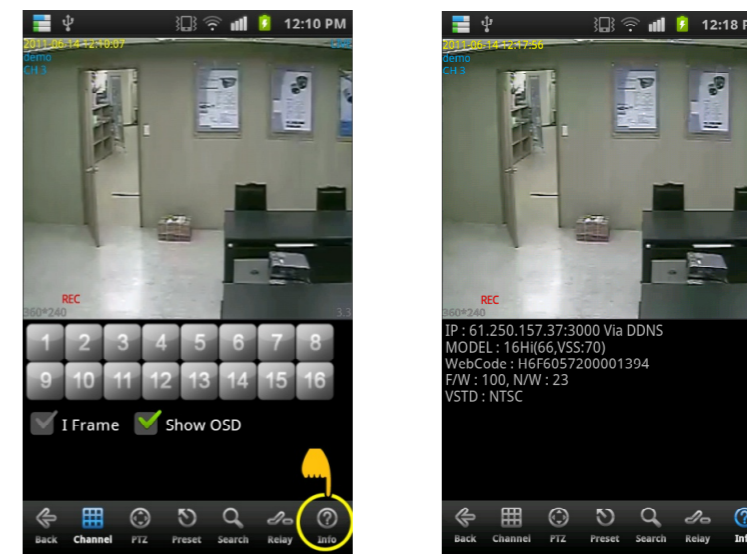 12:10 PM
2011-06-14 12:10:07
demo
CH 3
REC
360*240
3.3
1 2 3 4 5 6 7 8
9 10 11 12 13 14 15 16
I Frame Show OSD
Back Channel PTZ Preset Search Relay Info
12:18 P
2011-06-14 12:17:56
demo
CH 3
REC
360*240
IP : 61.250.157.37:3000 Via DDNS
MODEL : 16Hi(66,VSS:70)
WebCode : H6F6057200001394
F/W : 100, N/W : 23
VSTD : NTSC
Back Channel PTZ Preset Search Relay